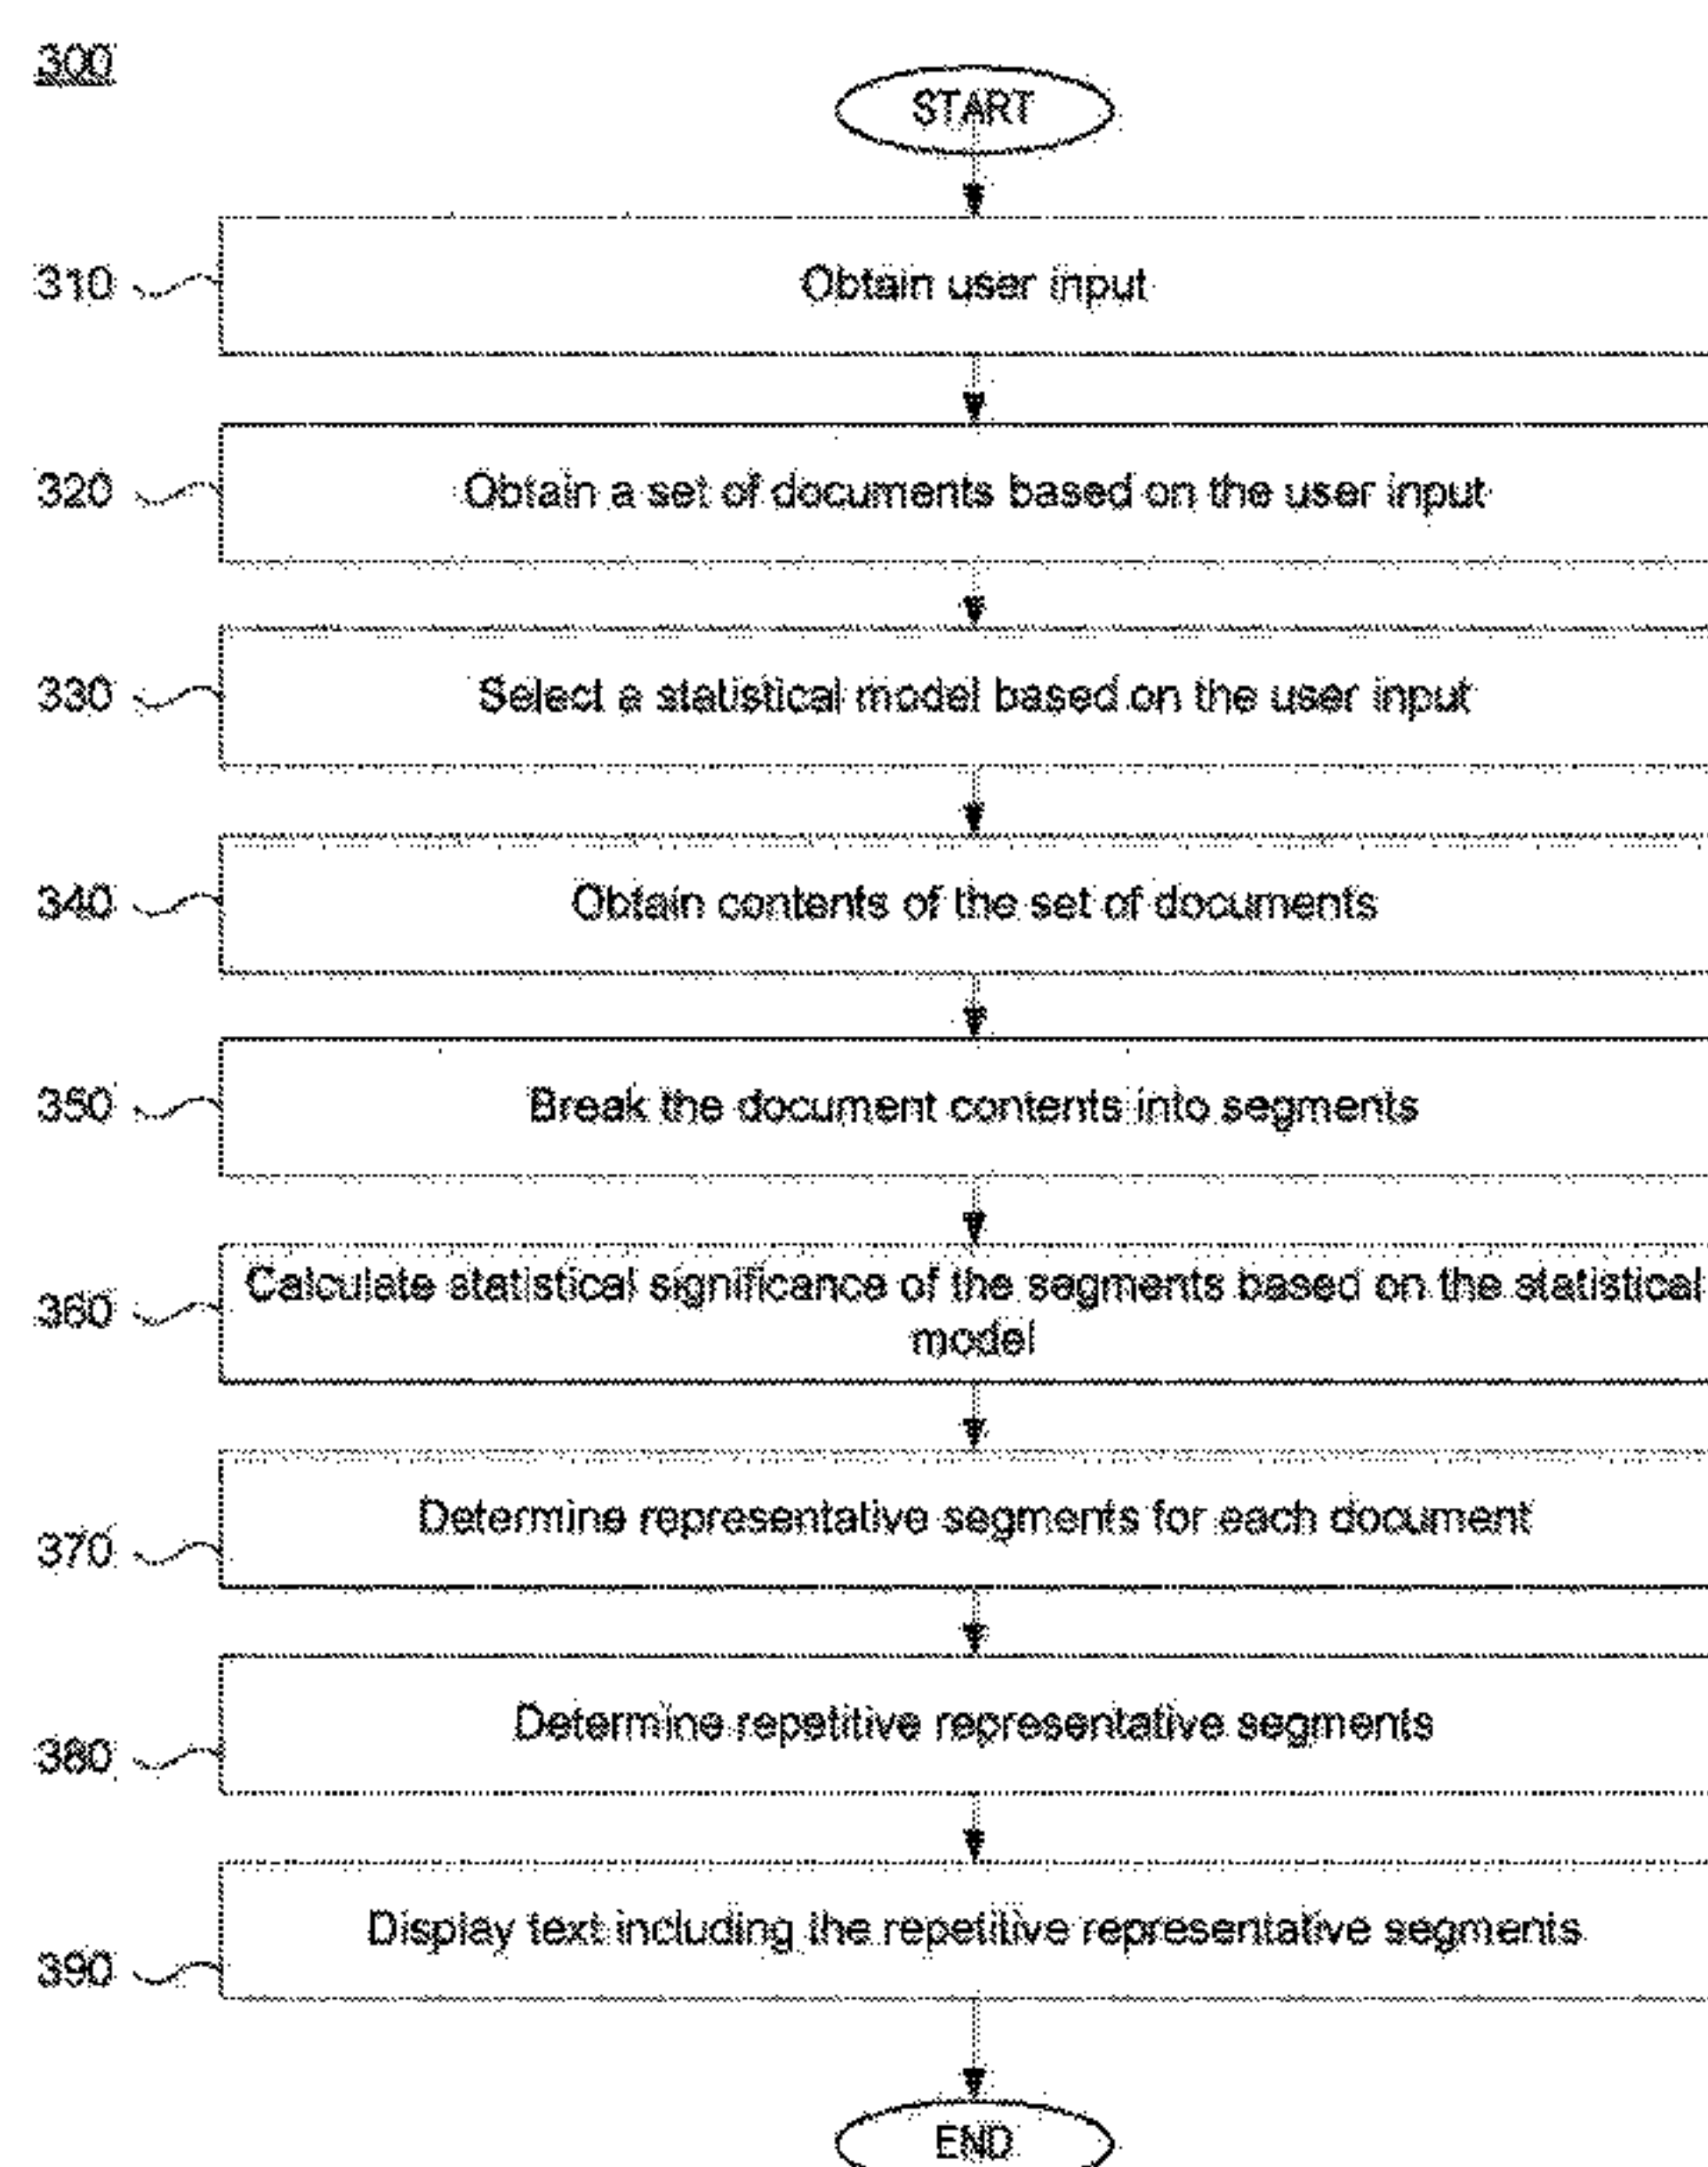 300
START
310
Obtain user input
320
Obtain a set of documents based on the user input
330
Select a statistical model based on the user input
340
Obtain contents of the set of documents
350
Break the document contents into segments
360
Calculate statistical significance of the segments based on the statistical
model
370
Determine representative segments for each document
380
Determine repetitive representative segments
390
Display text including the repetitive representative segments
END